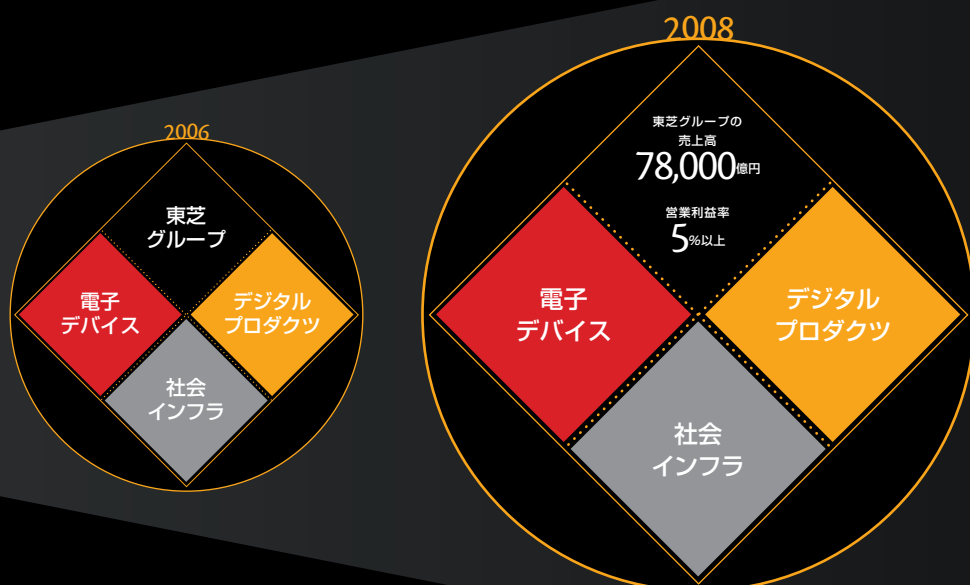 2006
東芝
グループ
電子
デバイス
デジタル
プロダクツ
社会
インフラ
2008
東芝グループの
売上高
78,000億円
営業利益率
5%以上
電子
デバイス
デジタル
プロダクツ
社会
インフラ